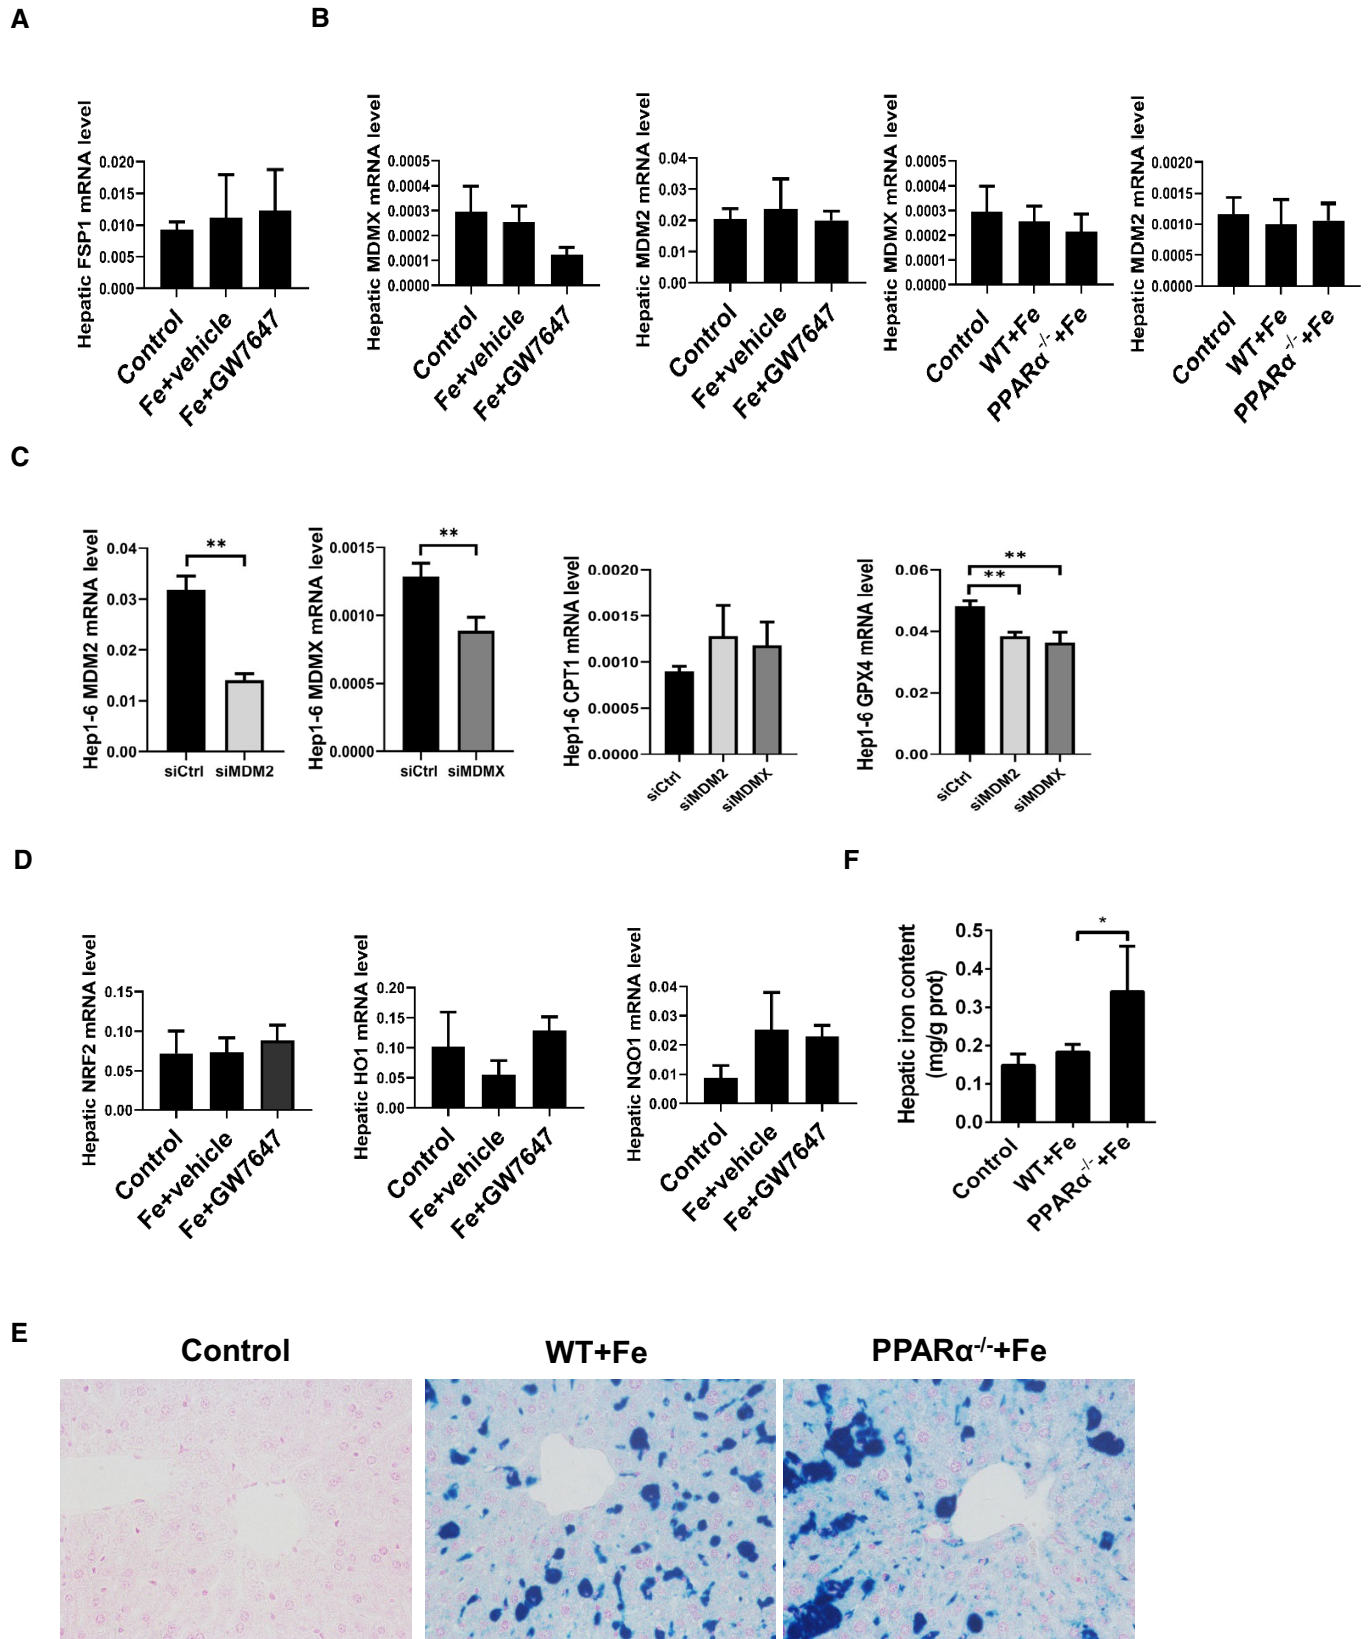 A
B
Hepatic FSP1 mRNA level
0.020
0.015
0.010
0.005
0.000
Control
Fe+vehicle
Fe+GW7647
Hepatic MDMX mRNA level
0.0005
0.0004
0.0003
0.0002
0.0001
0.0000
Control
Fe+vehicle
Fe+GW7647
Hepatic MDM2 mRNA level
0.04
0.03
0.02
0.01
0.00
Control
Fe+vehicle
Fe+GW7647
Hepatic MDMX mRNA level
0.0005
0.0004
0.0003
0.0002
0.0001
0.0000
Control
WT+Fe
PPARα-/-+Fe
Hepatic MDM2 mRNA level
0.0020
0.0015
0.0010
0.0005
0.0000
Control
WT+Fe
PPARα-/-+Fe
C
Hep1-6 MDM2 mRNA level
0.04
0.03
0.02
0.01
0.00
**
siCtrl siMDM2
Hep1-6 MDMX mRNA level
0.0015
0.0010
0.0005
0.0000
**
siCtrl siMDMX
Hep1-6 CPT1 mRNA level
0.0020
0.0015
0.0010
0.0005
0.0000
siCtrl
siMDM2
siMDMX
Hep1-6 GPX4 mRNA level
0.06
0.04
0.02
0.00
**
**
siCtrl
siMDM2
siMDMX
D
Hepatic NRF2 mRNA level
0.15
0.10
0.05
0.00
Control
Fe+vehicle
Fe+GW7647
Hepatic HO1 mRNA level
0.20
0.15
0.10
0.05
0.00
Control
Fe+vehicle
Fe+GW7647
Hepatic NQO1 mRNA level
0.04
0.03
0.02
0.01
0.00
Control
Fe+vehicle
Fe+GW7647
F
Hepatic iron content
(mg/g prot)
0.5
0.4
0.3
0.2
0.1
0.0
*
Control
WT+Fe
PPARα-/-+Fe
E
Control
WT+Fe
PPARα-/-+Fe